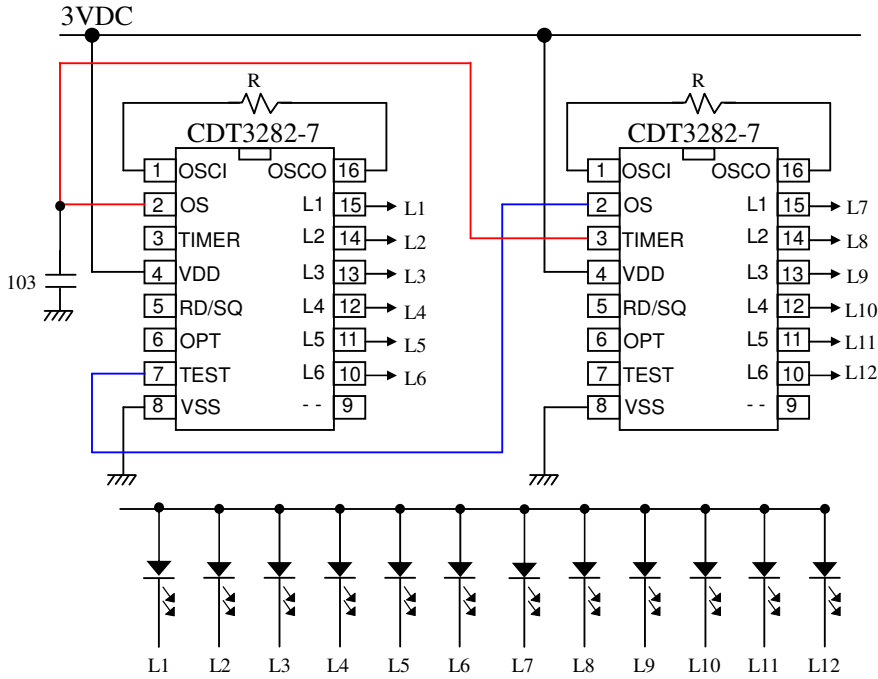 3VDC
R
CDT3282-7
1 OSCI OSCO 16
2 OS L1 15 L1
3 TIMER L2 14 L2
4 VDD L3 13 L3
5 RD/SQ L4 12 L4
6 OPT L5 11 L5
7 TEST L6 10 L6
8 VSS - - 9
103
R
CDT3282-7
1 OSCI OSCO 16
2 OS L1 15 L7
3 TIMER L2 14 L8
4 VDD L3 13 L9
5 RD/SQ L4 12 L10
6 OPT L5 11 L11
7 TEST L6 10 L12
8 VSS - - 9
L1 L2 L3 L4 L5 L6 L7 L8 L9 L10 L11 L12